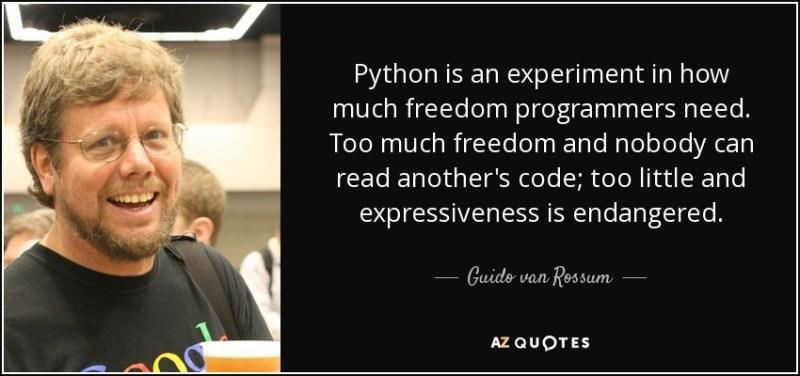 Python is an experiment in how
much freedom programmers need.
Too much freedom and nobody can
read another's code; too little and
expressiveness is endangered.
Guido van Rossum
AZ QUOTES
Google